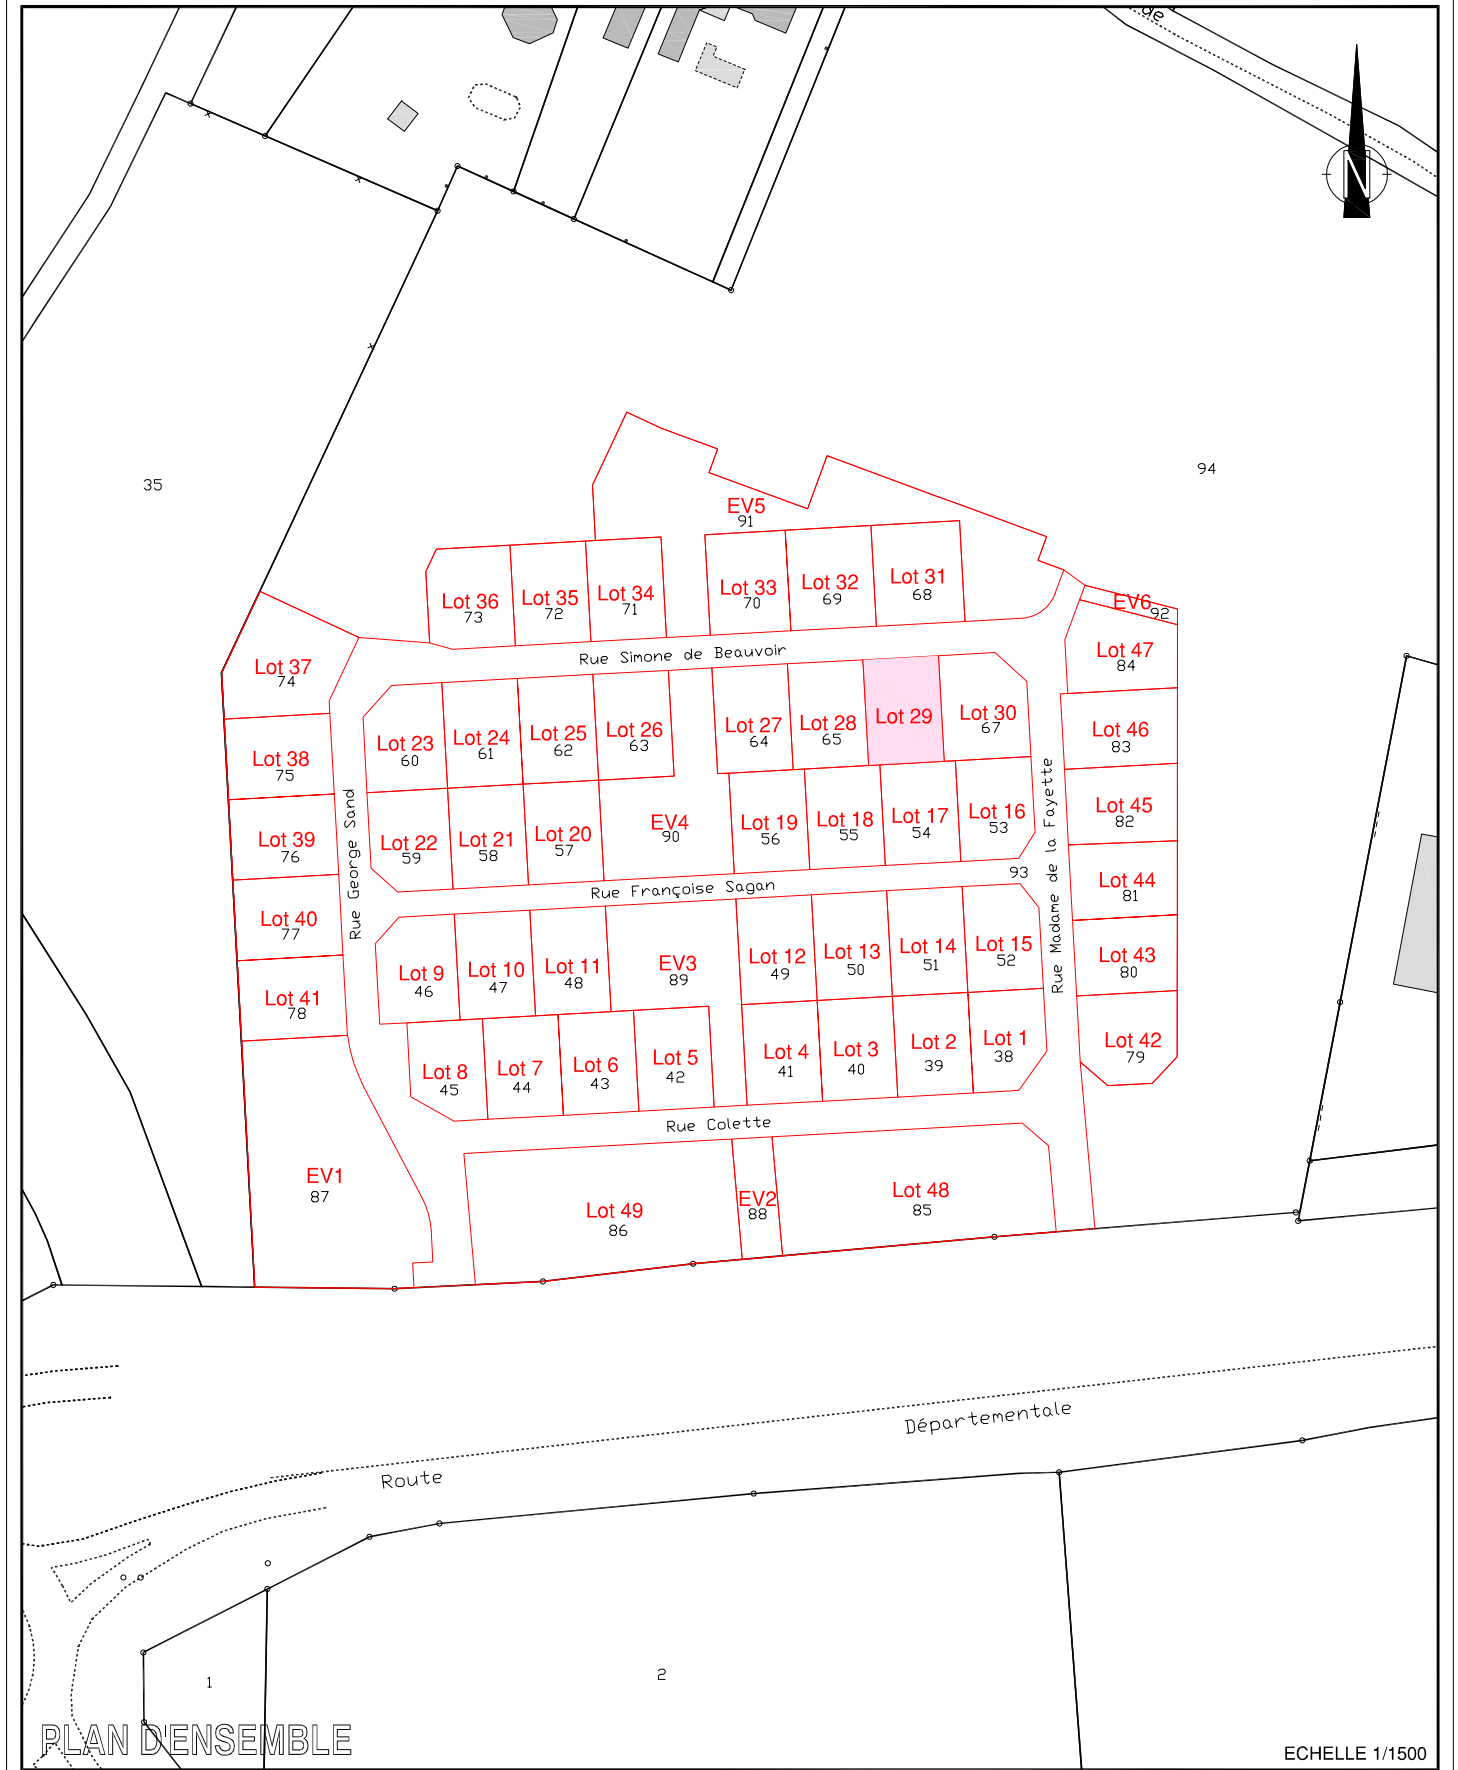 de
N
35
94
EV5
91
Lot 36
73
Lot 35
72
Lot 34
71
Lot 33
70
Lot 32
69
Lot 31
68
EV6
92
Lot 37
74
Rue Simone de Beauvoir
Lot 47
84
Lot 23
60
Lot 24
61
Lot 25
62
Lot 26
63
Lot 27
64
Lot 28
65
Lot 29
Lot 30
67
Lot 46
83
Lot 38
75
Rue George Sand
Rue Madame de la Fayette
Lot 22
59
Lot 21
58
Lot 20
57
EV4
90
Lot 19
56
Lot 18
55
Lot 17
54
Lot 16
53
Lot 45
82
Lot 39
76
Rue Françoise Sagan
93
Lot 44
81
Lot 40
77
Lot 9
46
Lot 10
47
Lot 11
48
EV3
89
Lot 12
49
Lot 13
50
Lot 14
51
Lot 15
52
Lot 43
80
Lot 41
78
Lot 8
45
Lot 7
44
Lot 6
43
Lot 5
42
Lot 4
41
Lot 3
40
Lot 2
39
Lot 1
38
Lot 42
79
Rue Colette
EV1
87
Lot 49
86
EV2
88
Lot 48
85
Route Départementale
1
2
PLAN D'ENSEMBLE
ECHELLE 1/1500